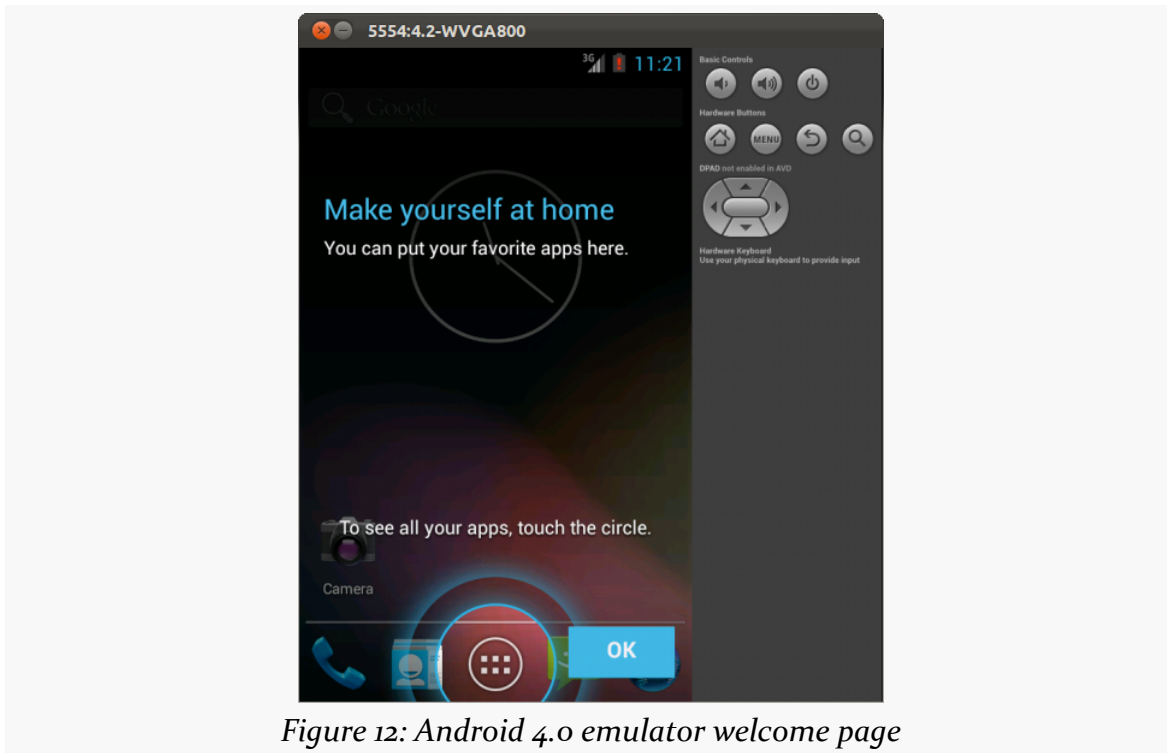 5554:4.2-WVGA800
3G 11:21
Google
Make yourself at home
You can put your favorite apps here.
To see all your apps, touch the circle.
Camera
OK
Basic Controls
Hardware Buttons
MENU
DPAD not enabled in AVD
Hardware Keyboard
Use your physical keyboard to provide input
Figure 12: Android 4.0 emulator welcome page